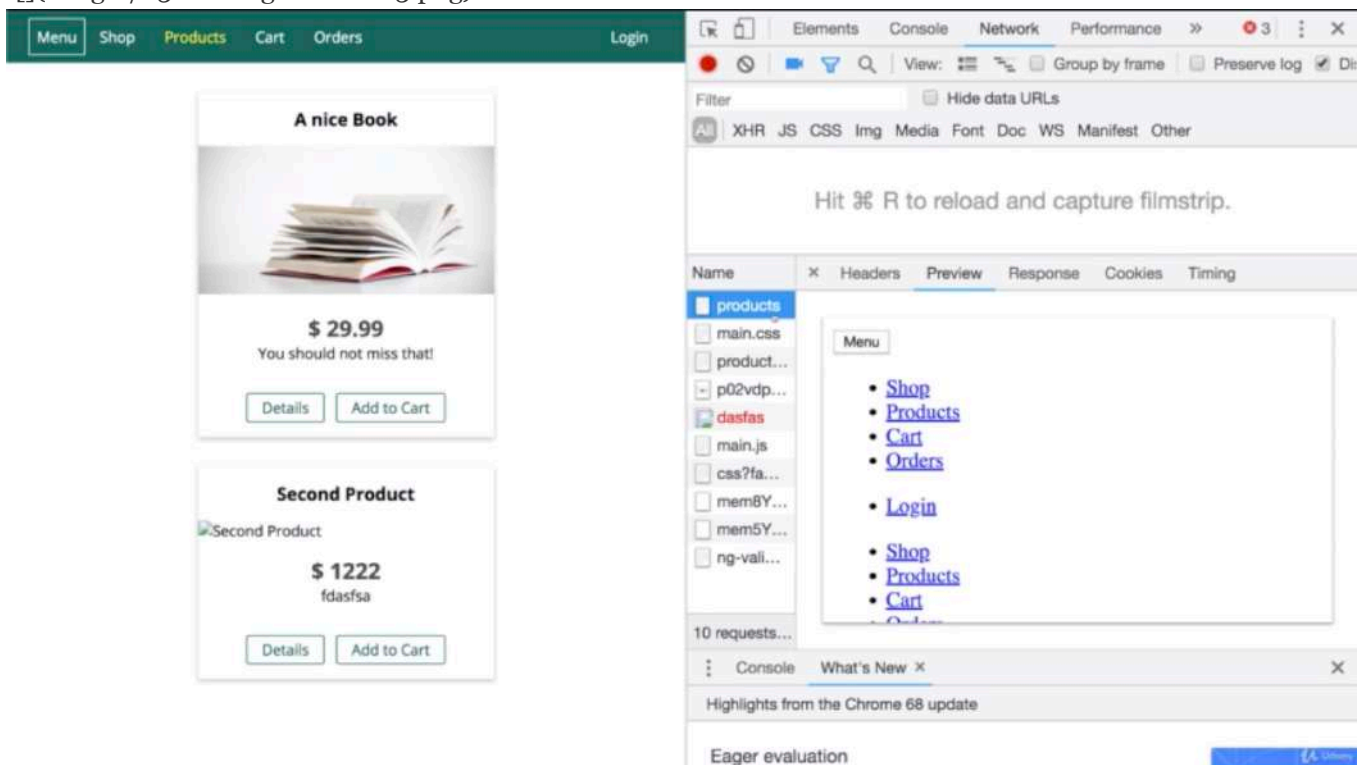 Menu Shop Products Cart Orders Login
A nice Book
$ 29.99
You should not miss that!
Details Add to Cart
Second Product
Second Product
$ 1222
fdasfsa
Details Add to Cart
Elements Console Network Performance » 3
View: Group by frame Preserve log
Filter Hide data URLs
All XHR JS CSS Img Media Font Doc WS Manifest Other
Hit ⌘ R to reload and capture filmstrip.
Name × Headers Preview Response Cookies Timing
products
main.css
product...
p02vdp...
dasfas
main.js
css?fa...
mem8Y...
mem5Y...
ng-vali...
10 requests...
Menu
• Shop
• Products
• Cart
• Orders
• Login
• Shop
• Products
• Cart
Console What's New ×
Highlights from the Chrome 68 update
Eager evaluation